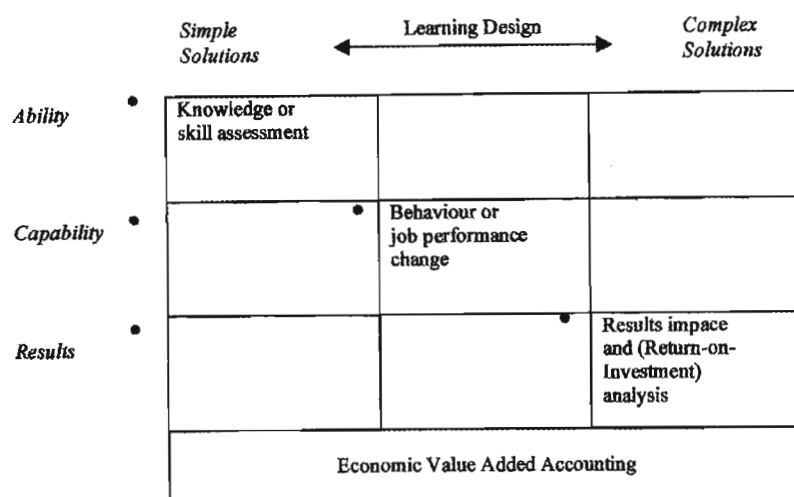 Simple
Solutions
Learning Design
Complex
Solutions
Ability
Knowledge or
skill assessment
Capability
Behaviour or
job performance
change
Results
Results impace
and (Return-on-
Investment)
analysis
Economic Value Added Accounting